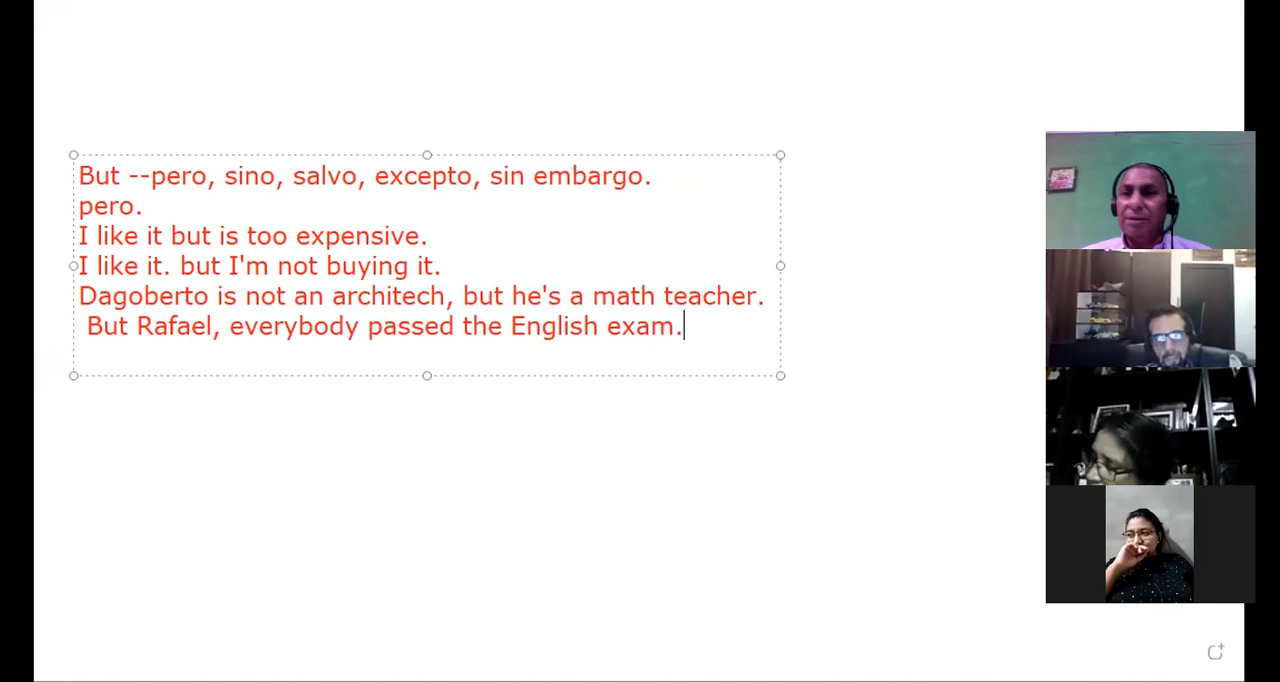 But --pero, sino, salvo, excepto, sin embargo.
pero.
I like it but is too expensive.
I like it. but I'm not buying it.
Dagoberto is not an architech, but he's a math teacher.
But Rafael, everybody passed the English exam.